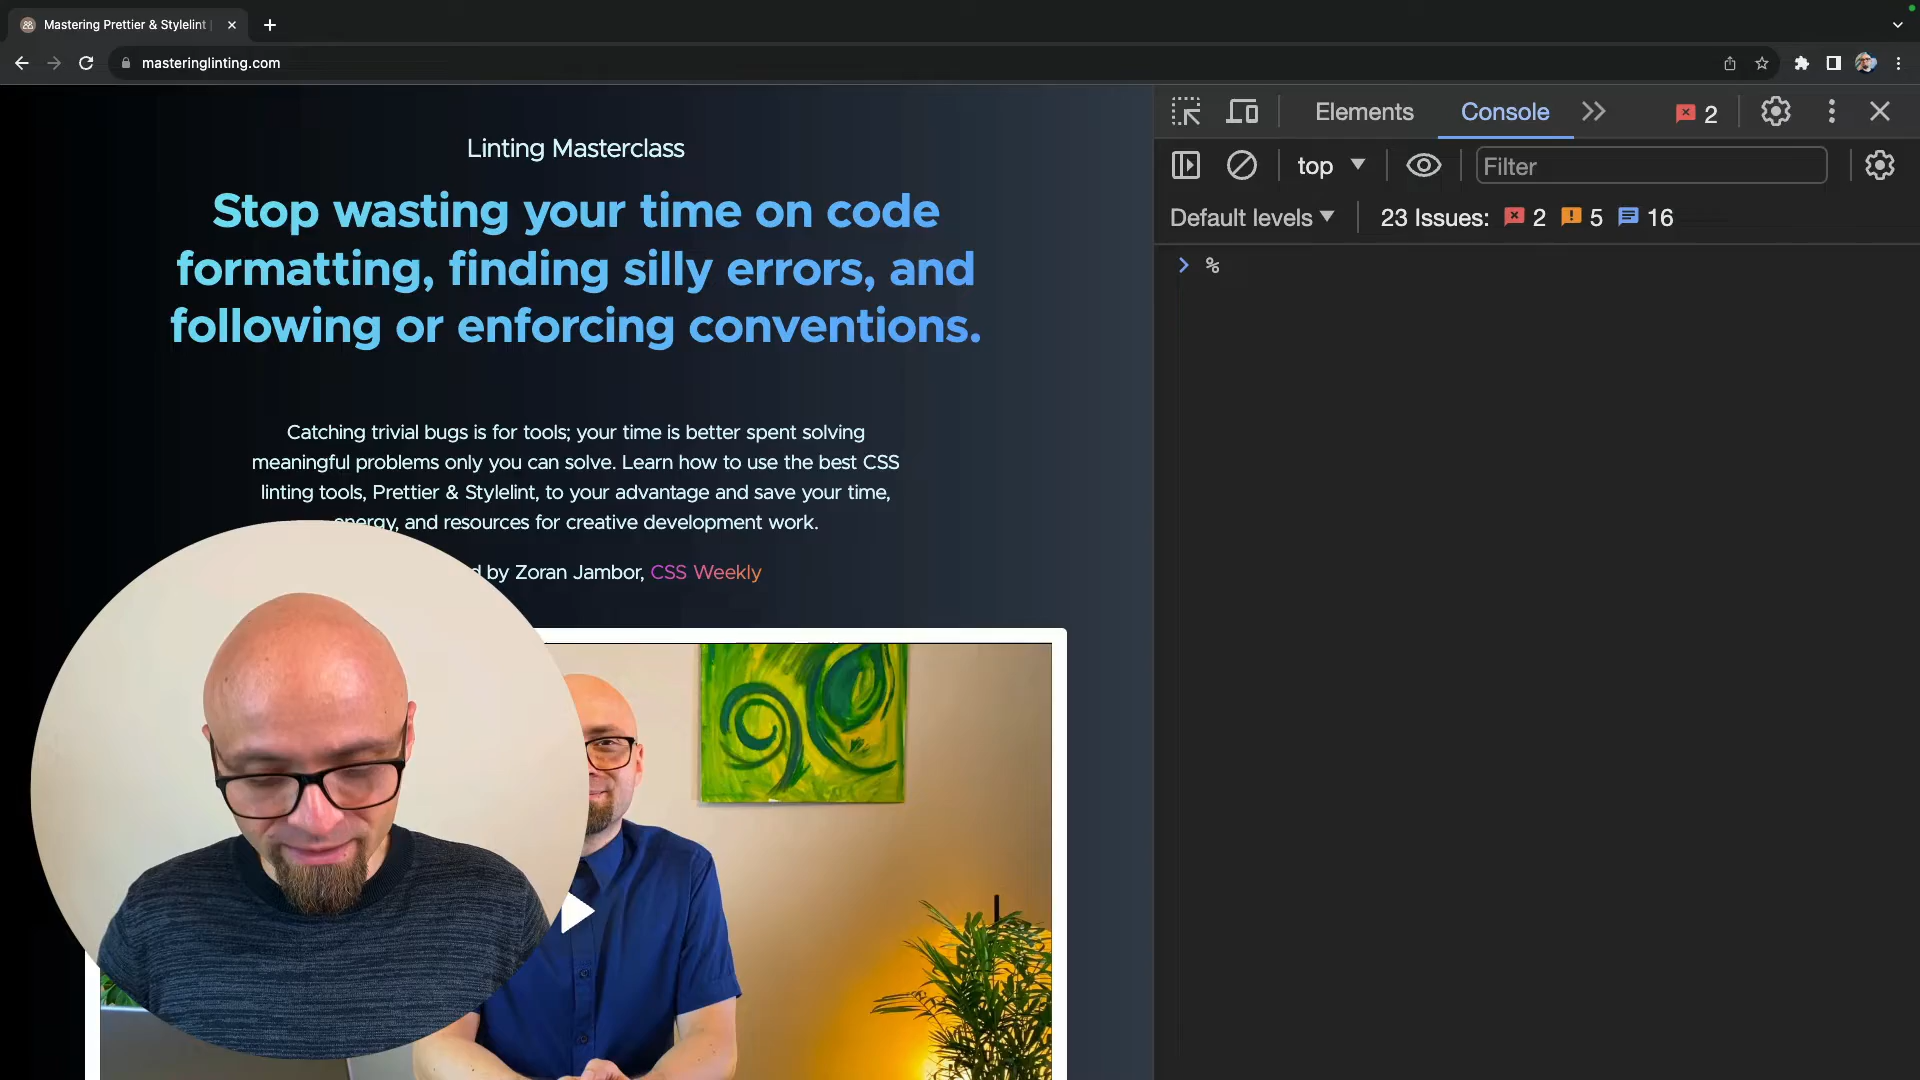 Mastering Prettier & Stylelint
masteringlinting.com
Linting Masterclass
Stop wasting your time on code
formatting, finding silly errors, and
following or enforcing conventions.
Catching trivial bugs is for tools; your time is better spent solving
meaningful problems only you can solve. Learn how to use the best CSS
linting tools, Prettier & Stylelint, to your advantage and save your time,
energy, and resources for creative development work.
by Zoran Jambor, CSS Weekly
Elements
Console
2
top
Filter
Default levels
23 Issues: 2 5 16
> %